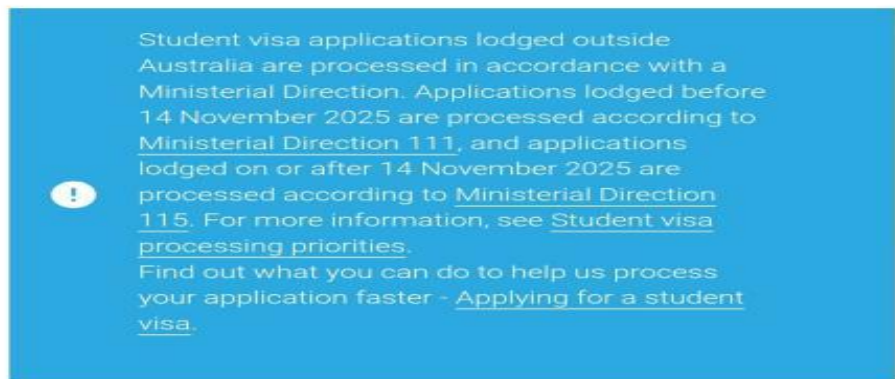 Student visa applications lodged outside
Australia are processed in accordance with a
Ministerial Direction. Applications lodged before
14 November 2025 are processed according to
Ministerial Direction 111, and applications
lodged on or after 14 November 2025 are
processed according to Ministerial Direction
115. For more information, see Student visa
processing priorities.
Find out what you can do to help us process
your application faster - Applying for a student
visa.